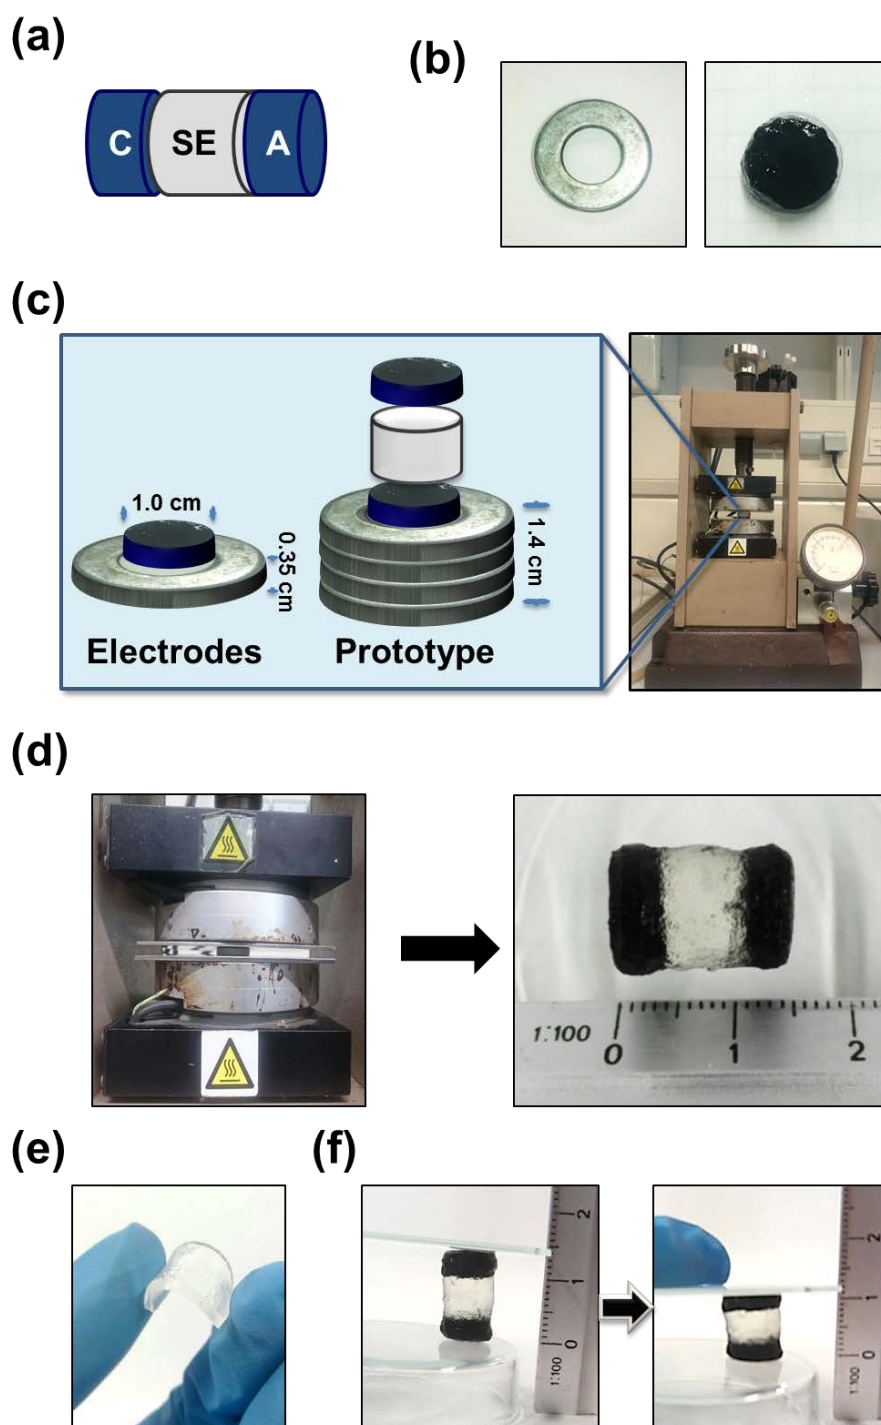 (a)
C
SE
A
(b)
(c)
1.0 cm
0.35 cm
1.4 cm
Electrodes
Prototype
(d)
1:100
0
1
2
(e)
(f)
2
1
0
1:100
2
1
0
1:100